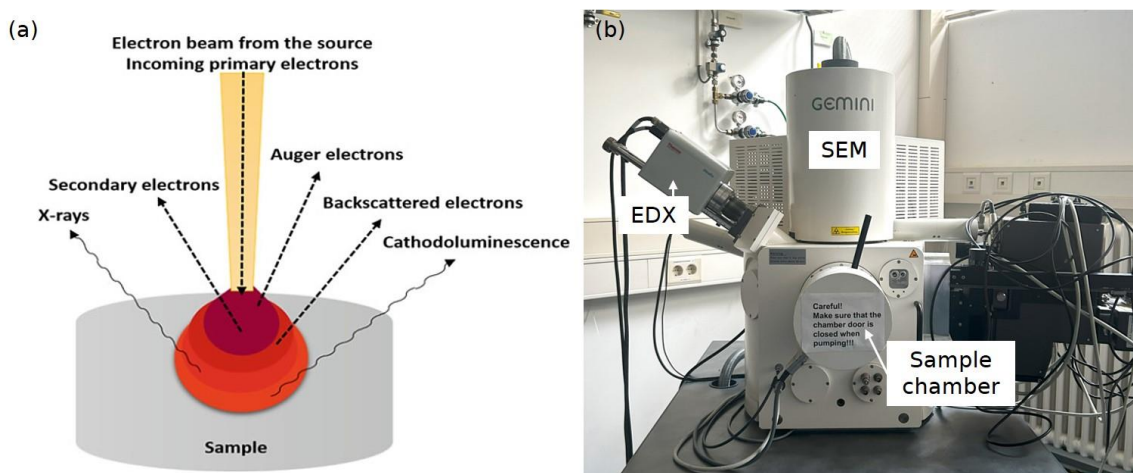 (a)
Electron beam from the source
Incoming primary electrons
Auger electrons
Secondary electrons
Backscattered electrons
X-rays
Cathodoluminescence
Sample
(b)
GEMINI
SEM
EDX
Careful!
Make sure that the
chamber door is
closed when
pumping!!!
Sample
chamber